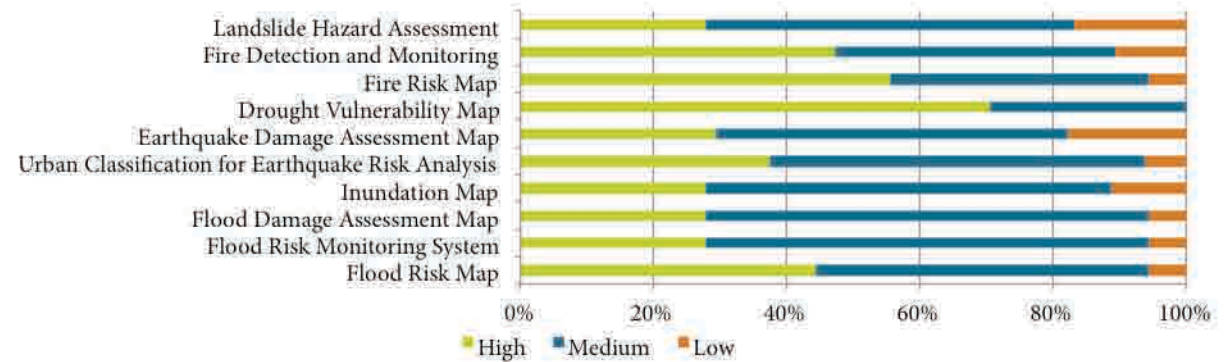 Landslide Hazard Assessment
Fire Detection and Monitoring
Fire Risk Map
Drought Vulnerability Map
Earthquake Damage Assessment Map
Urban Classification for Earthquake Risk Analysis
Inundation Map
Flood Damage Assessment Map
Flood Risk Monitoring System
Flood Risk Map
0% 20% 40% 60% 80% 100%
High Medium Low